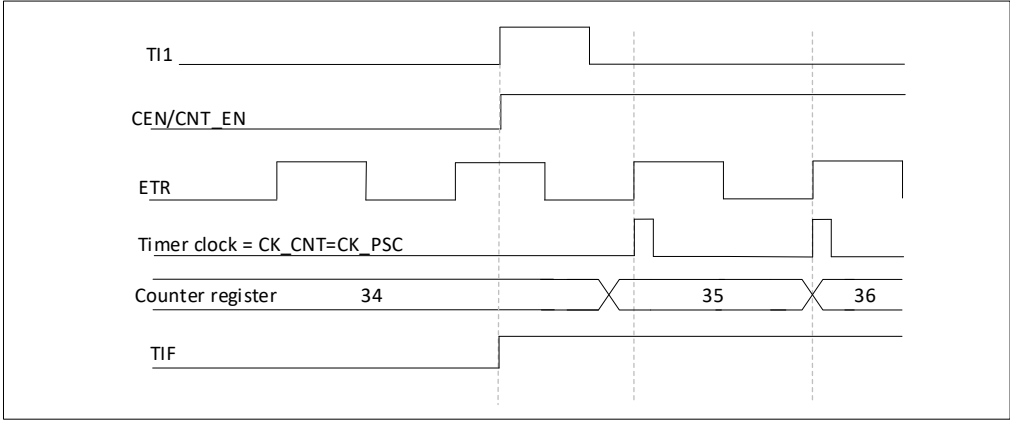 TI1
CEN/CNT_EN
ETR
Timer clock = CK_CNT=CK_PSC
Counter register 34 35 36
TIF